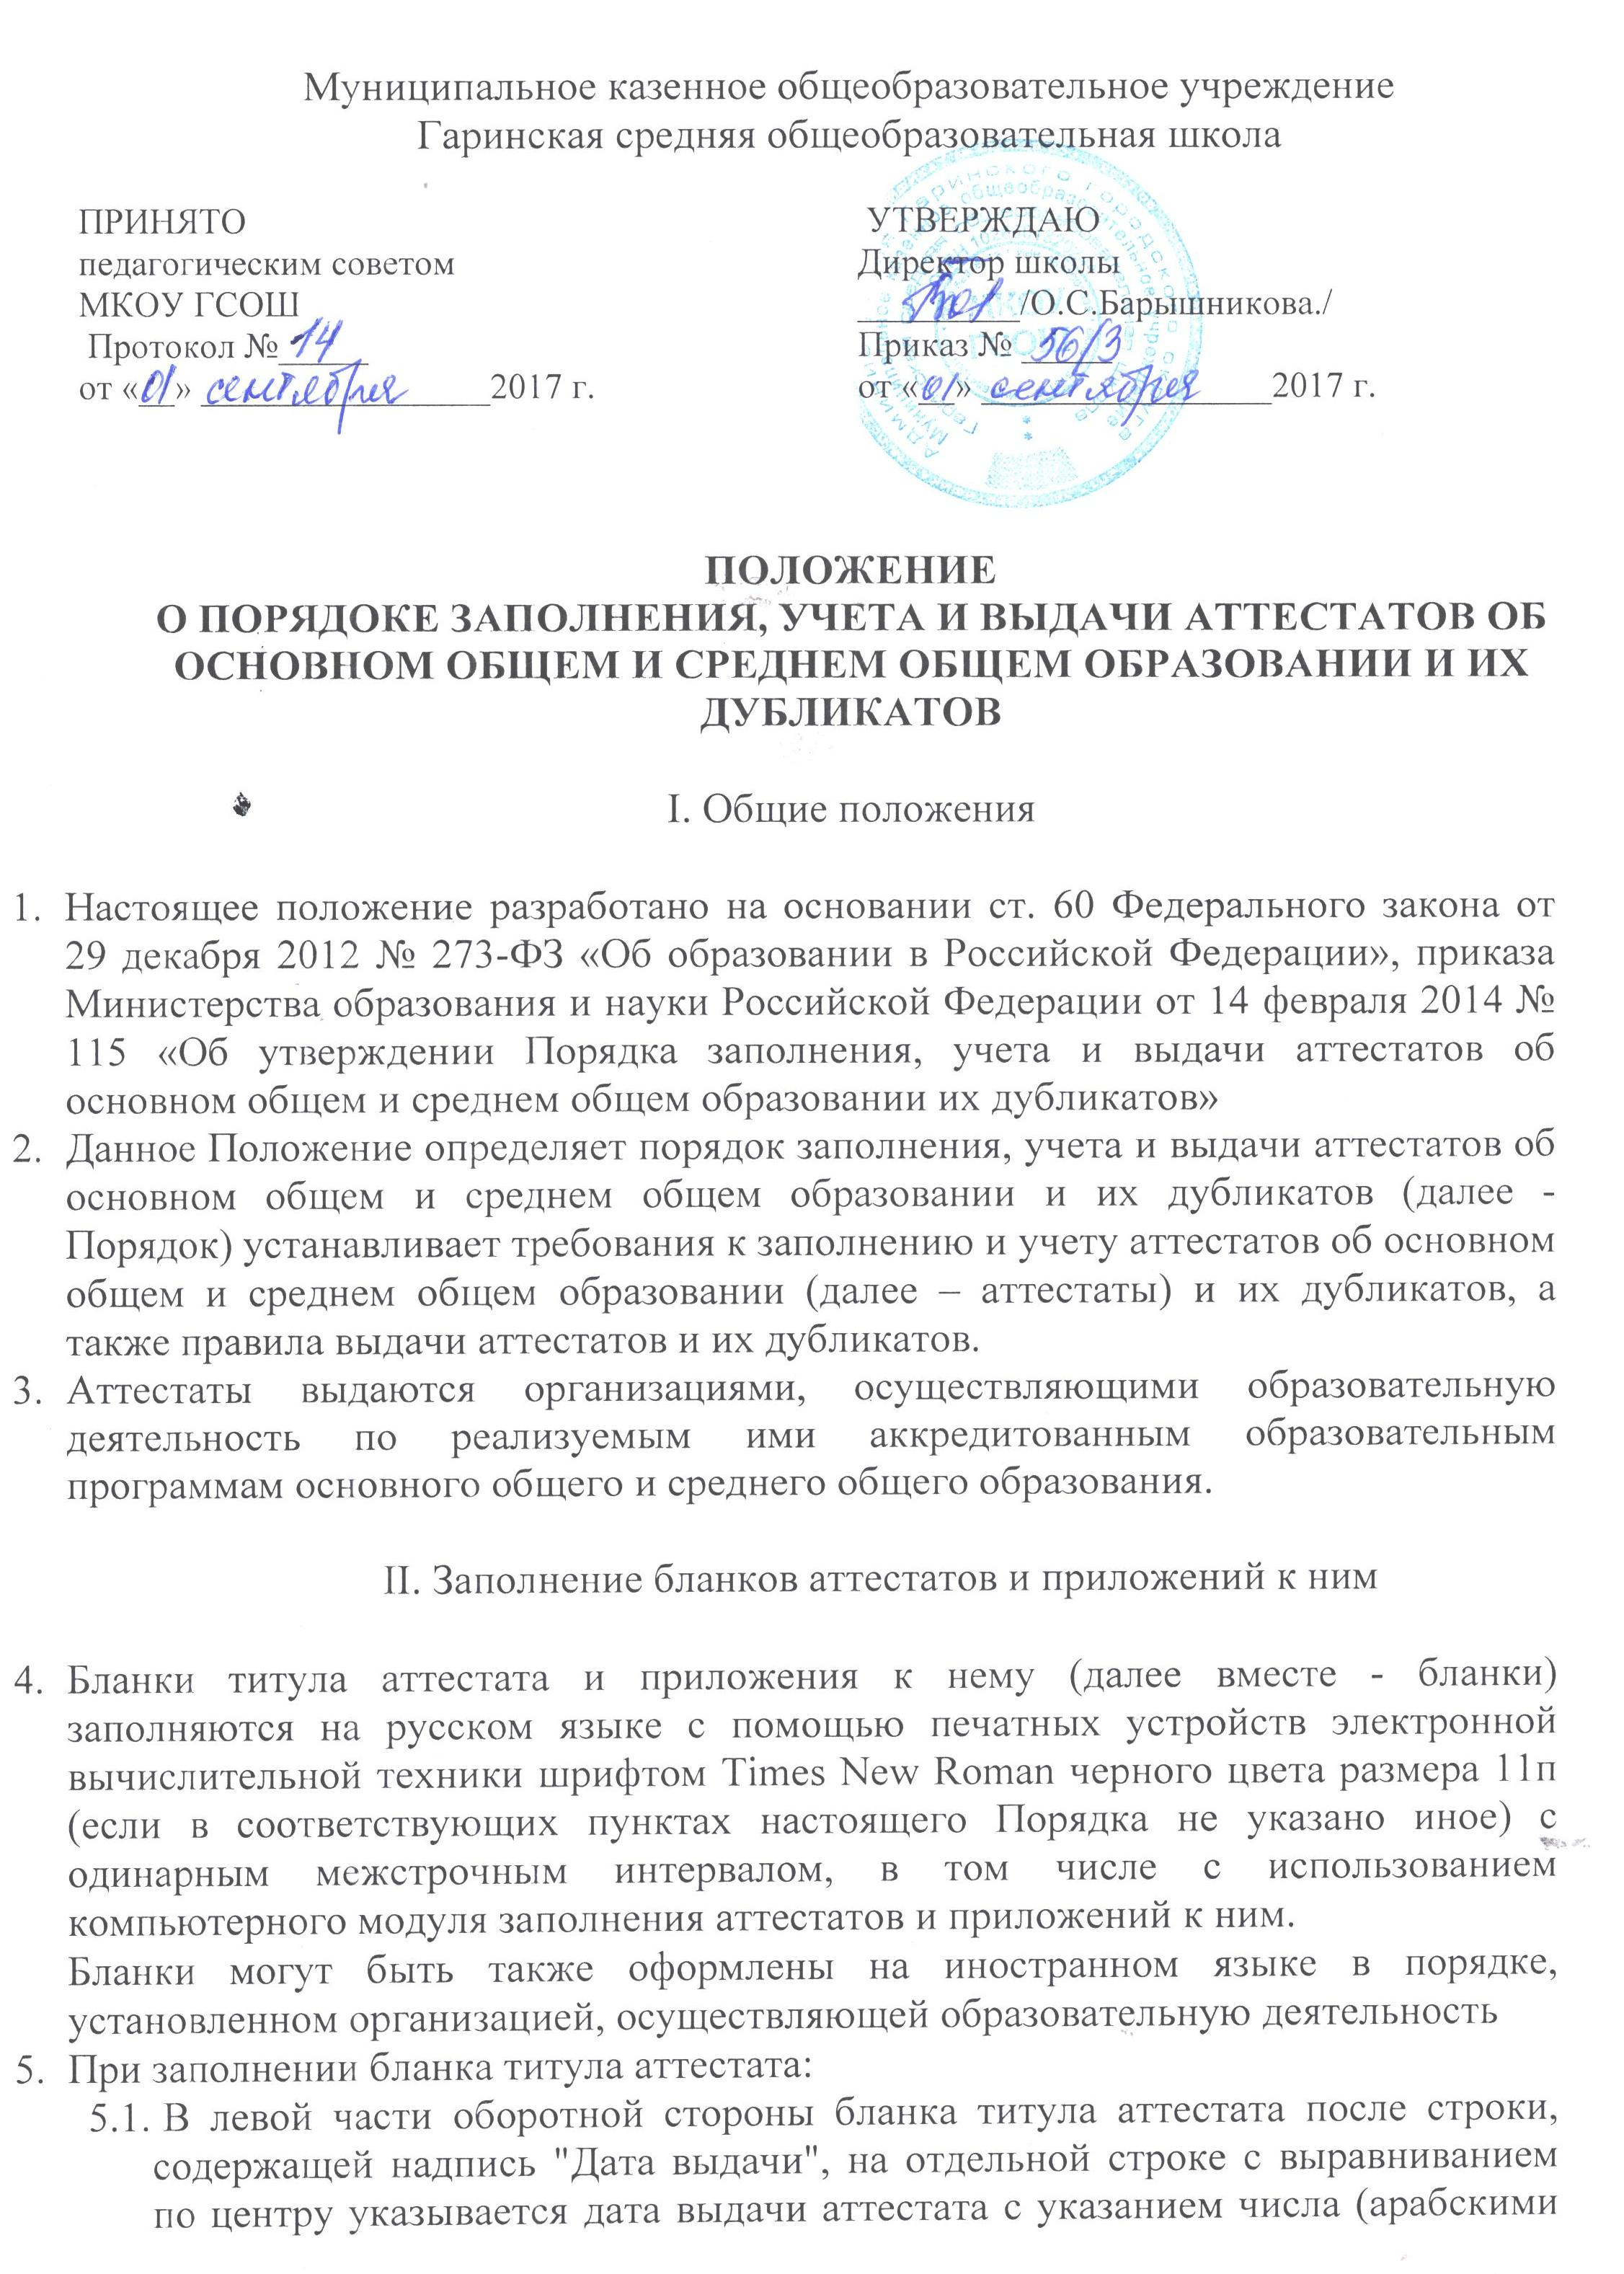 Муниципальное казенное общеобразовательное учреждение
Гаринская средняя общеобразовательная школа
ПРИНЯТО
педагогическим советом
МКОУ ГСОШ
Протокол № 14
от «01» сентября 2017 г.
УТВЕРЖДАЮ
Директор школы
/О.С.Барышникова./
Приказ № 56/3
от «01» сентября 2017 г.
ПОЛОЖЕНИЕ
О ПОРЯДОКЕ ЗАПОЛНЕНИЯ, УЧЕТА И ВЫДАЧИ АТТЕСТАТОВ ОБ
ОСНОВНОМ ОБЩЕМ И СРЕДНЕМ ОБЩЕМ ОБРАЗОВАНИИ И ИХ
ДУБЛИКАТОВ
I. Общие положения
1. Настоящее положение разработано на основании ст. 60 Федерального закона от
29 декабря 2012 № 273-ФЗ «Об образовании в Российской Федерации», приказа
Министерства образования и науки Российской Федерации от 14 февраля 2014 №
115 «Об утверждении Порядка заполнения, учета и выдачи аттестатов об
основном общем и среднем общем образовании их дубликатов»
2. Данное Положение определяет порядок заполнения, учета и выдачи аттестатов об
основном общем и среднем общем образовании и их дубликатов (далее -
Порядок) устанавливает требования к заполнению и учету аттестатов об основном
общем и среднем общем образовании (далее – аттестаты) и их дубликатов, а
также правила выдачи аттестатов и их дубликатов.
3. Аттестаты выдаются организациями, осуществляющими образовательную
деятельность по реализуемым ими аккредитованным образовательным
программам основного общего и среднего общего образования.
II. Заполнение бланков аттестатов и приложений к ним
4. Бланки титула аттестата и приложения к нему (далее вместе - бланки)
заполняются на русском языке с помощью печатных устройств электронной
вычислительной техники шрифтом Times New Roman черного цвета размера 11п
(если в соответствующих пунктах настоящего Порядка не указано иное) с
одинарным межстрочным интервалом, в том числе с использованием
компьютерного модуля заполнения аттестатов и приложений к ним.
Бланки могут быть также оформлены на иностранном языке в порядке,
установленном организацией, осуществляющей образовательную деятельность
5. При заполнении бланка титула аттестата:
5.1. В левой части оборотной стороны бланка титула аттестата после строки,
содержащей надпись "Дата выдачи", на отдельной строке с выравниванием
по центру указывается дата выдачи аттестата с указанием числа (арабскими